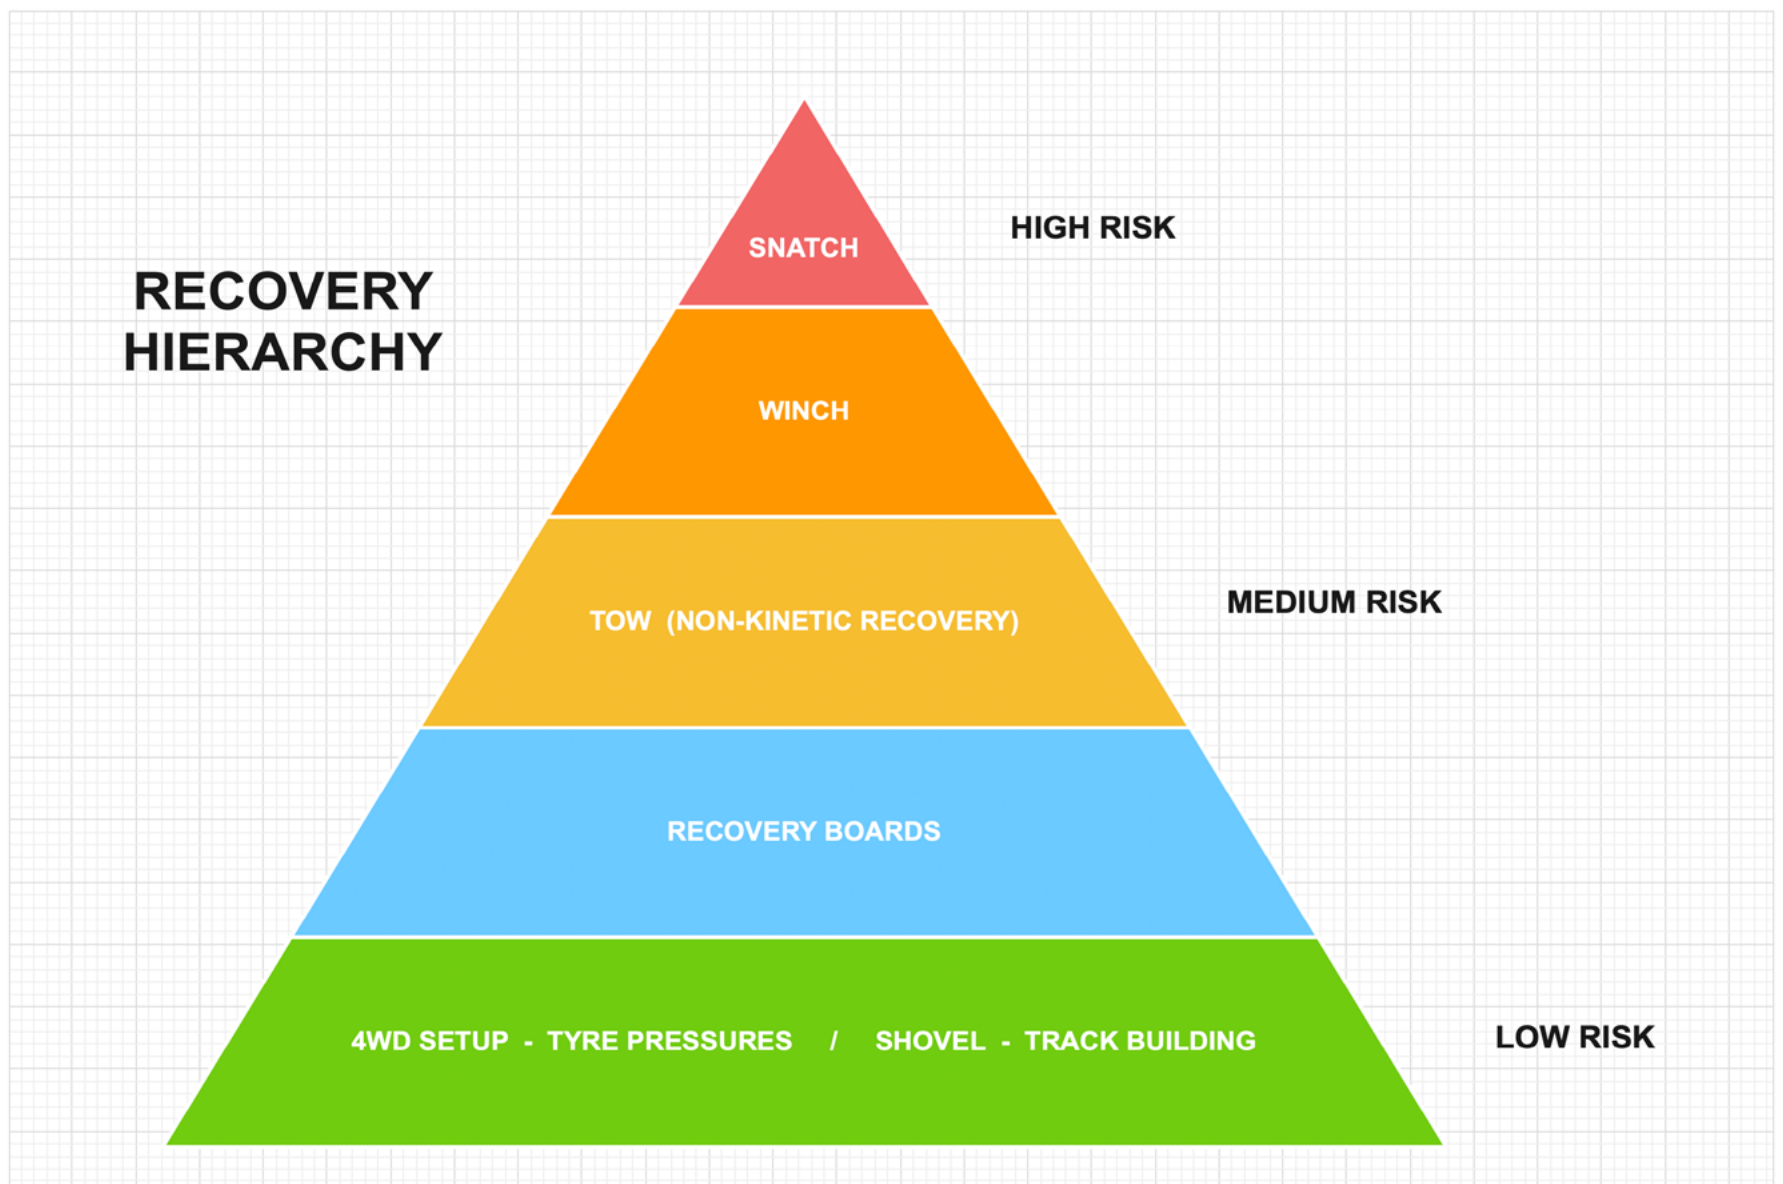 RECOVERY
HIERARCHY
SNATCH
HIGH RISK
WINCH
TOW (NON-KINETIC RECOVERY)
MEDIUM RISK
RECOVERY BOARDS
4WD SETUP - TYRE PRESSURES / SHOVEL - TRACK BUILDING
LOW RISK